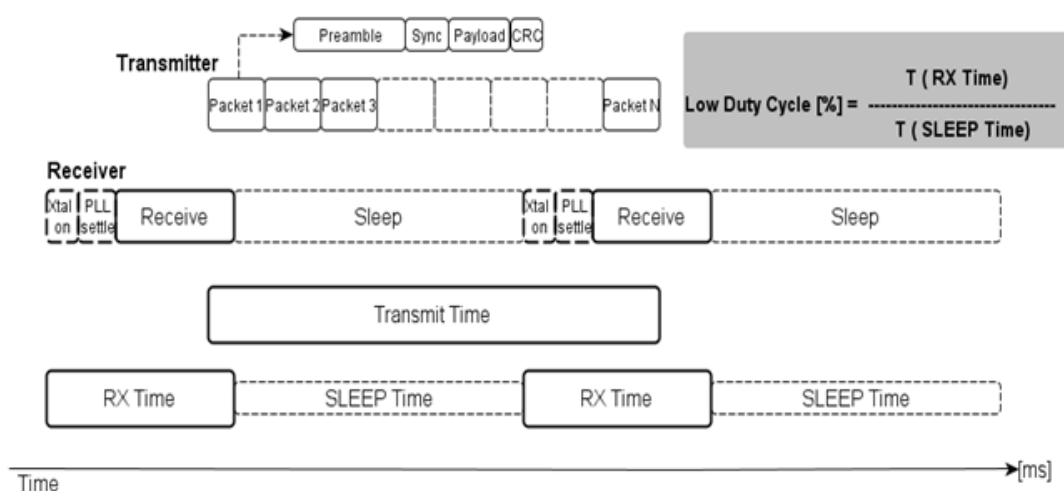 Preamble Sync Payload CRC
Transmitter
Packet 1 Packet 2 Packet 3 Packet N
T ( RX Time)
Low Duty Cycle [%] = ----------------------------------
T ( SLEEP Time)
Receiver
Xtal on PLL settle Receive Sleep Xtal on PLL settle Receive Sleep
Transmit Time
RX Time SLEEP Time RX Time SLEEP Time
[ms]
Time